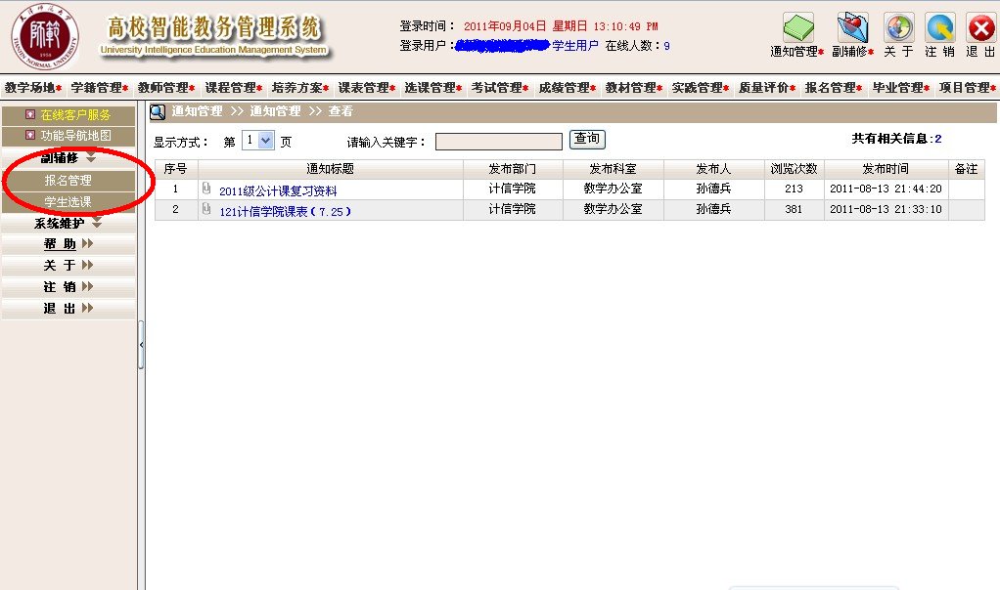 天津师范大学
師範
1958
TIANJIN NORMAL UNIVERSITY
高校智能教务管理系统
University Intelligence Education Management System
登录时间： 2011年09月04日 星期日 13:10:49 PM
登录用户： 学生用户 在线人数：9
通知管理* 副辅修* 关 于 注 销 退 出
教学场地* 学籍管理* 教师管理* 课程管理* 培养方案* 课表管理* 选课管理* 考试管理* 成绩管理* 教材管理* 实践管理* 质量评价* 报名管理* 毕业管理* 项目管理*
在线客户服务
功能导航地图
副辅修
报名管理
学生选课
系统维护
帮 助
关 于
注 销
退 出
通知管理 >> 通知管理 >> 查看
显示方式： 第 1 页 请输入关键字： 查询 共有相关信息:2
序号 通知标题 发布部门 发布科室 发布人 浏览次数 发布时间 备注
1 2011级公计课复习资料 计信学院 教学办公室 孙德兵 213 2011-08-13 21:44:20
2 121计信学院课表（7.25） 计信学院 教学办公室 孙德兵 381 2011-08-13 21:33:10